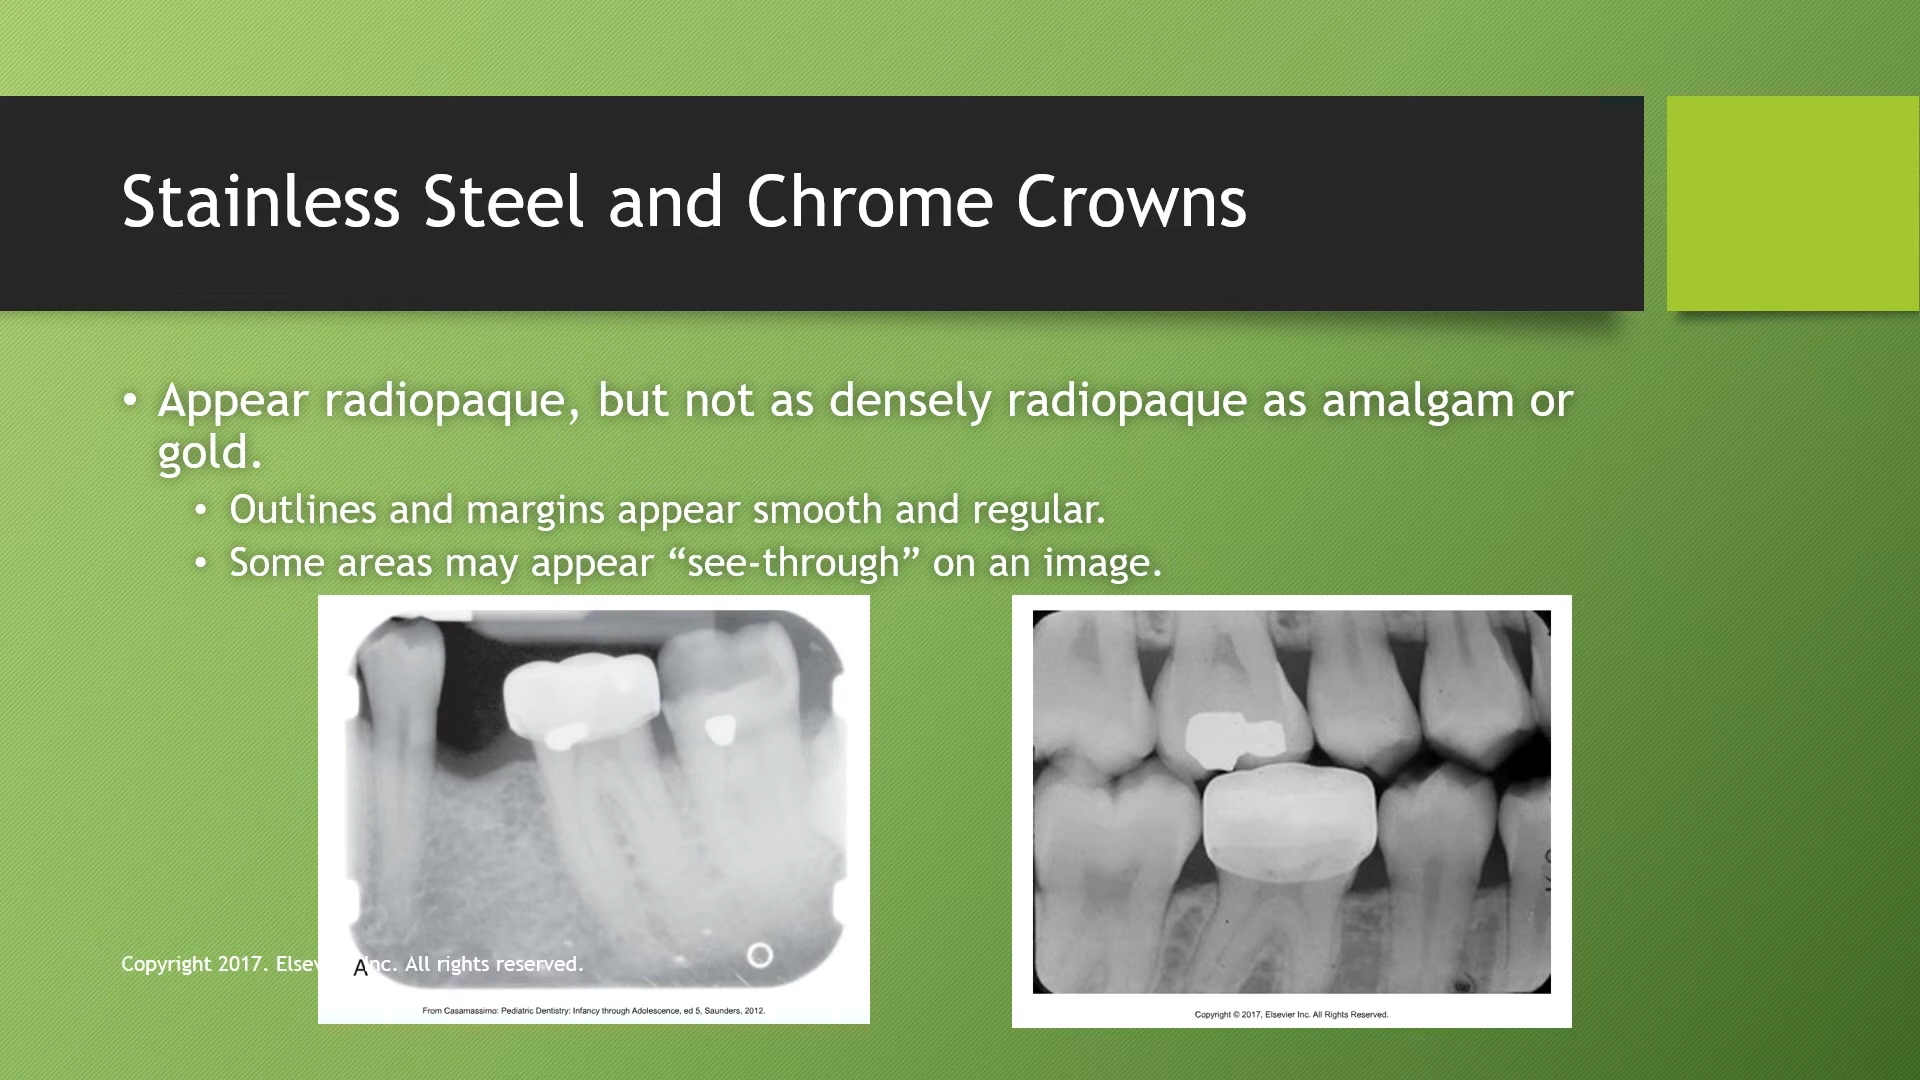 Stainless Steel and Chrome Crowns
• Appear radiopaque, but not as densely radiopaque as amalgam or
gold.
• Outlines and margins appear smooth and regular.
• Some areas may appear “see-through” on an image.
Copyright 2017. Elsev nc. All rights reserved.
A
From Casamassimo: Pediatric Dentistry: Infancy through Adolescence, ed 5, Saunders, 2012.
Copyright © 2017, Elsevier Inc. All Rights Reserved.